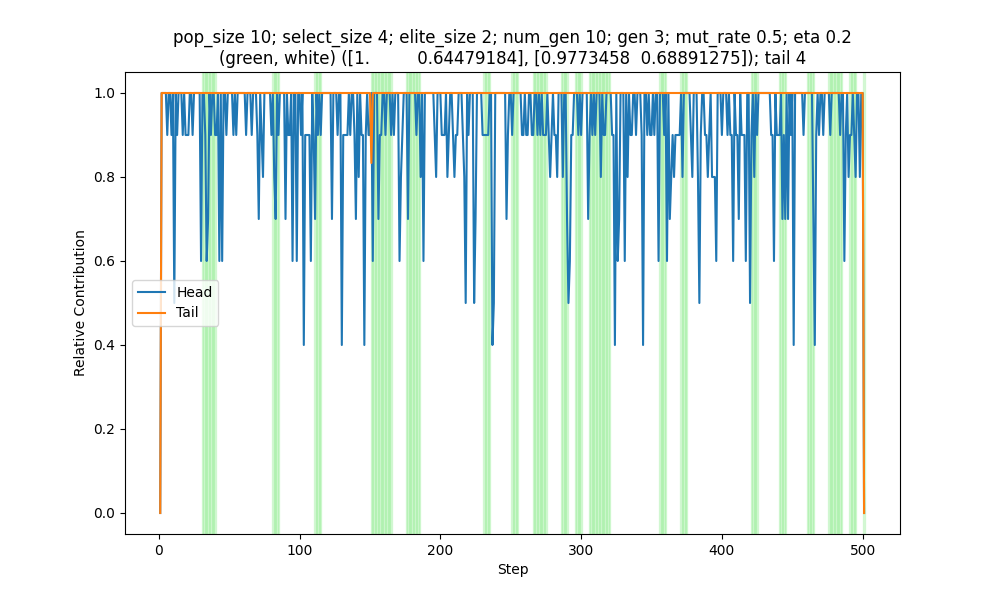 pop_size 10; select_size 4; elite_size 2; num_gen 10; gen 3; mut_rate 0.5; eta 0.2
(green, white) ([1.         0.64479184], [0.9773458  0.68891275]); tail 4
1.0
0.8
0.6
0.4
0.2
0.0
Relative Contribution
Head
Tail
0
100
200
300
400
500
Step